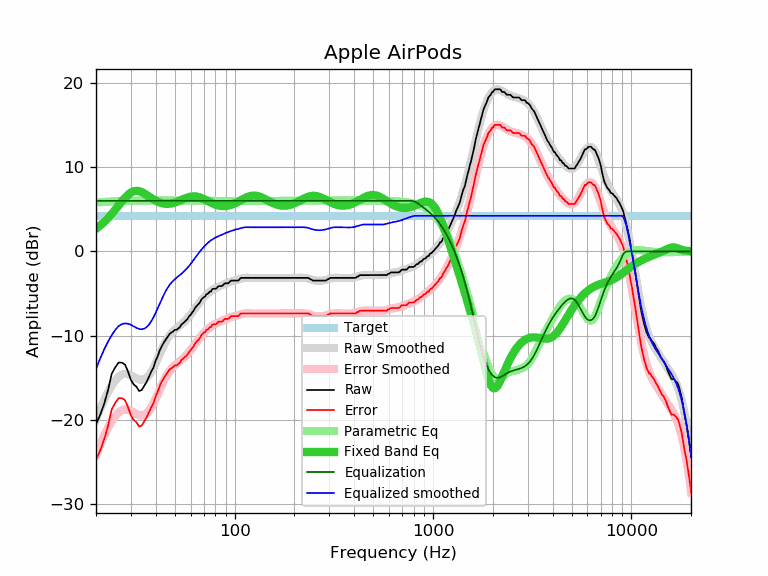 Apple AirPods
Amplitude (dBr)
20
10
0
−10
−20
−30
Target
Raw Smoothed
Error Smoothed
Raw
Error
Parametric Eq
Fixed Band Eq
Equalization
Equalized smoothed
100
1000
10000
Frequency (Hz)